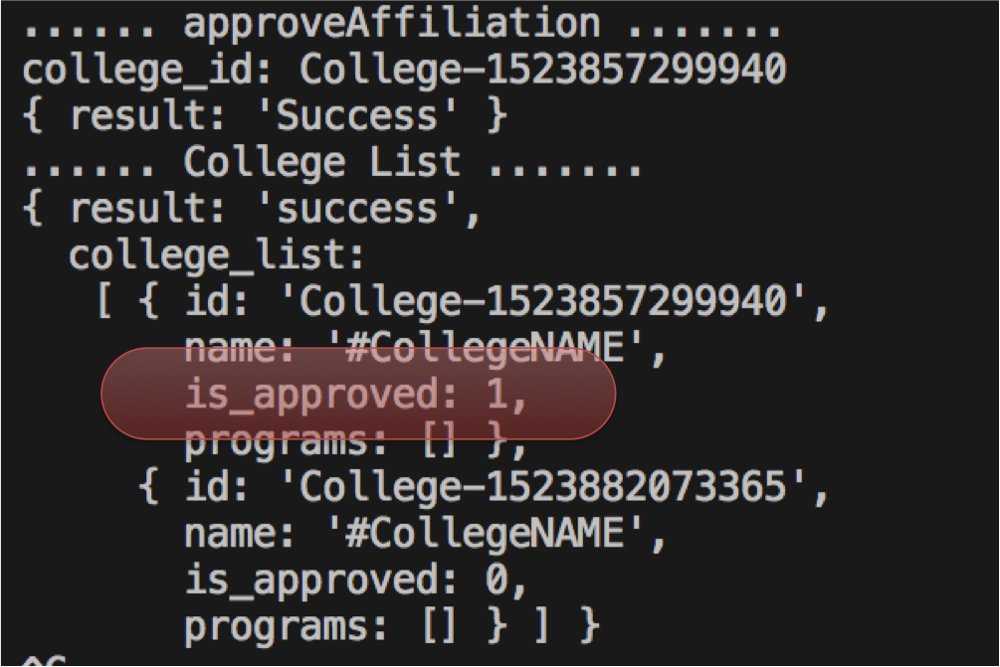 ...... approveAffiliation .......
college_id: College-1523857299940
{ result: 'Success' }
...... College List .......
{ result: 'success',
college_list:
[ { id: 'College-1523857299940',
name: '#CollegeNAME',
is_approved: 1,
programs: [] },
{ id: 'College-1523882073365',
name: '#CollegeNAME',
is_approved: 0,
programs: [] } ] }